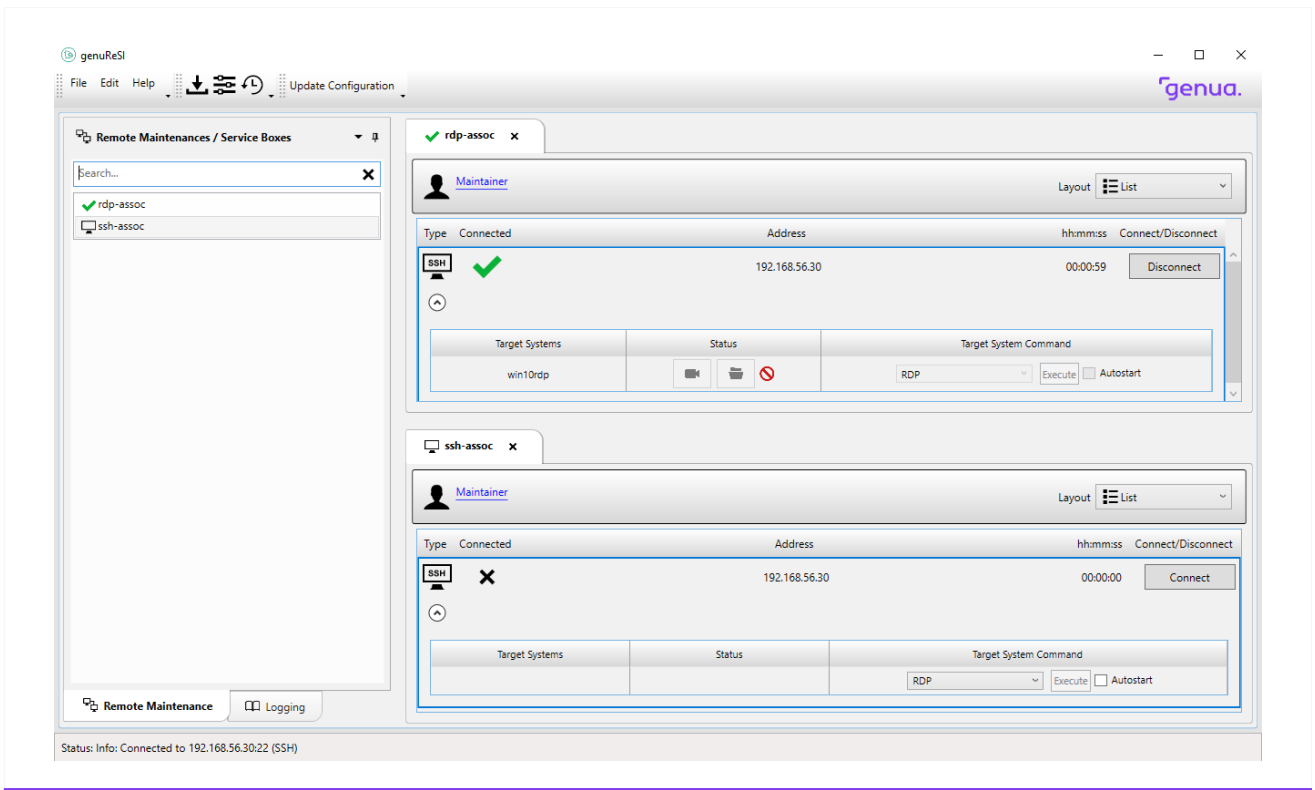 genuReSI
File Edit Help Update Configuration
genua.
Remote Maintenances / Service Boxes
Search...
rdp-assoc
ssh-assoc
Remote Maintenance Logging
rdp-assoc
Maintainer Layout List
Type Connected Address hh:mm:ss Connect/Disconnect
SSH 192.168.56.30 00:00:59 Disconnect
Target Systems Status Target System Command
win10rdp RDP Execute Autostart
ssh-assoc
Maintainer Layout List
Type Connected Address hh:mm:ss Connect/Disconnect
SSH 192.168.56.30 00:00:00 Connect
Target Systems Status Target System Command
RDP Execute Autostart
Status: Info: Connected to 192.168.56.30:22 (SSH)